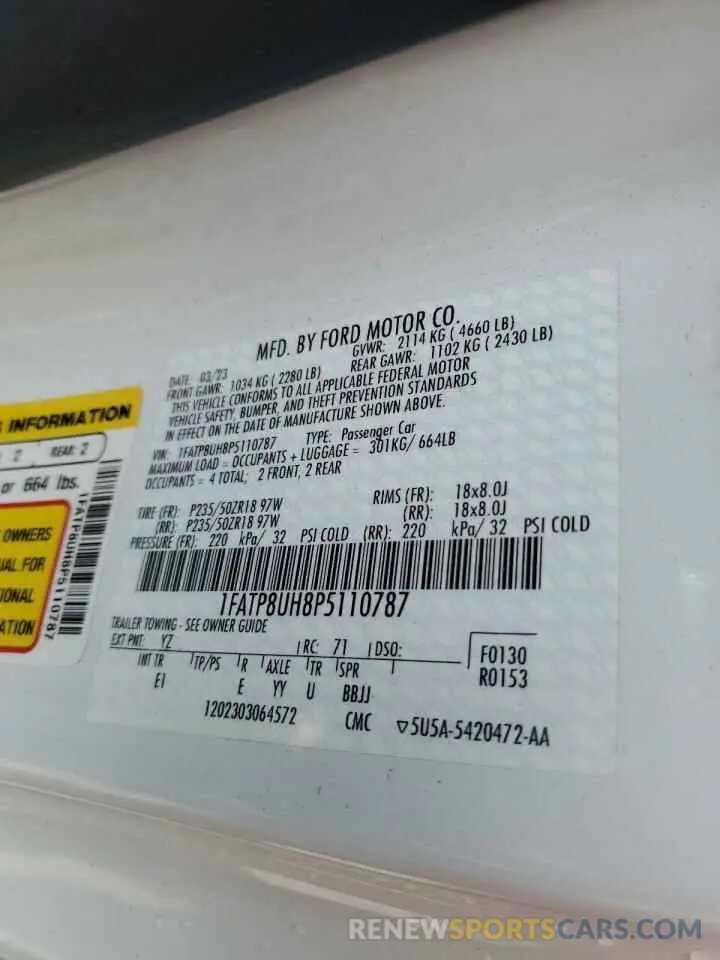 MFD. BY FORD MOTOR CO.
DATE: 03/23 GVWR: 2114 KG ( 4660 LB)
FRONT GAWR: 1034 KG ( 2280 LB) REAR GAWR: 1102 KG ( 2430 LB)
THIS VEHICLE CONFORMS TO ALL APPLICABLE FEDERAL MOTOR
VEHICLE SAFETY, BUMPER, AND THEFT PREVENTION STANDARDS
IN EFFECT ON THE DATE OF MANUFACTURE SHOWN ABOVE.
VIN: 1FATP8UH8P5110787 TYPE: Passenger Car
MAXIMUM LOAD = OCCUPANTS + LUGGAGE = 301KG/ 664LB
OCCUPANTS = 4 TOTAL; 2 FRONT, 2 REAR
TIRE (FR): P235/50ZR18 97W RIMS (FR): 18x8.0J
(RR): P235/50ZR18 97W (RR): 18x8.0J
PRESSURE (FR): 220 kPa/ 32 PSI COLD (RR): 220 kPa/ 32 PSI COLD
1FATP8UH8P5110787
TRAILER TOWING - SEE OWNER GUIDE
EXT PNT: YZ RC: 71 DSO: F0130
INT TR TP/PS R AXLE TR SPR R0153
EI E YY U BBJJ
1202303064572 CMC 5U5A-5420472-AA
INFORMATION
2 REAR: 2
or 664 lbs.
OWNERS
UAL FOR
IONAL
ATION
1FATP8UH8P5110787
RENEWSPORTSCARS.COM